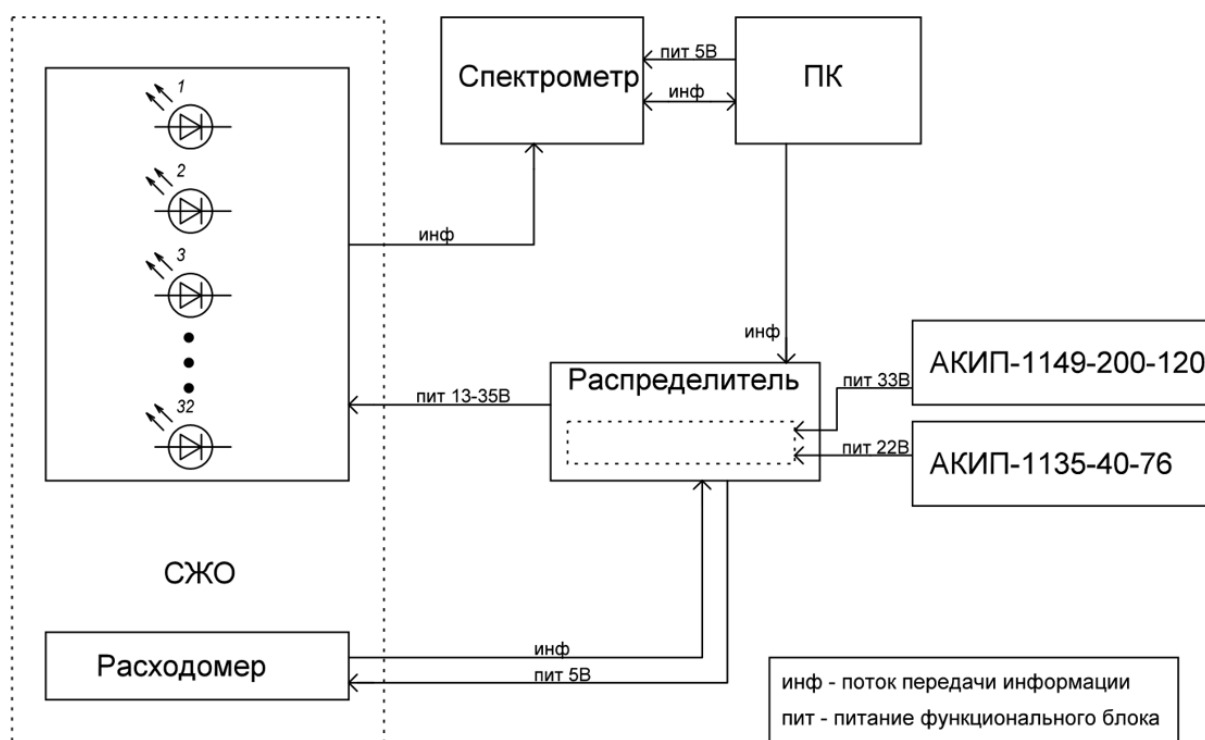 1
2
3
32
СЖО
Расходомер
Спектрометр
ПК
пит 5В
инф
инф
инф
Распределитель
пит 13-35В
пит 33В
пит 22В
АКИП-1149-200-120
АКИП-1135-40-76
инф
пит 5В
инф - поток передачи информации
пит - питание функционального блока